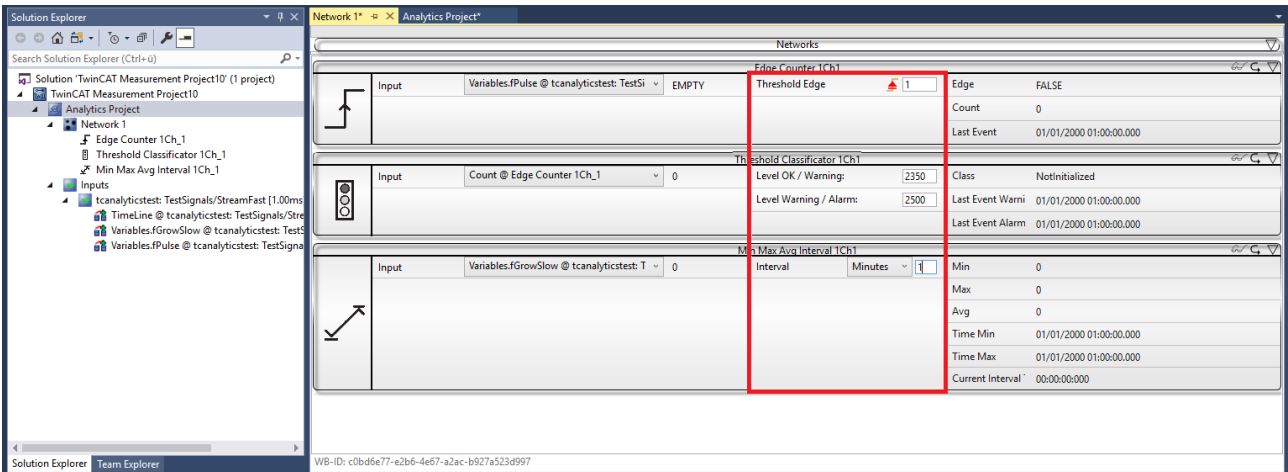 Solution Explorer
Search Solution Explorer (Ctrl+ü)
Solution 'TwinCAT Measurement Project10' (1 project)
TwinCAT Measurement Project10
Analytics Project
Network 1
Edge Counter 1Ch_1
Threshold Classificator 1Ch_1
Min Max Avg Interval 1Ch_1
Inputs
tcanalyticstest: TestSignals/StreamFast [1.00ms
TimeLine @ tcanalyticstest: TestSignals/Stre
Variables.fGrowSlow @ tcanalyticstest: TestS
Variables.fPulse @ tcanalyticstest: TestSigna
Solution Explorer Team Explorer
Network 1* Analytics Project*
Networks
Edge Counter 1Ch1
Input Variables.fPulse @ tcanalyticstest: TestSi EMPTY Threshold Edge 1 Edge FALSE
Count 0
Last Event 01/01/2000 01:00:00.000
Threshold Classificator 1Ch1
Input Count @ Edge Counter 1Ch_1 0 Level OK / Warning: 2350 Class NotInitialized
Level Warning / Alarm: 2500 Last Event Warni 01/01/2000 01:00:00.000
Last Event Alarm 01/01/2000 01:00:00.000
Min Max Avg Interval 1Ch1
Input Variables.fGrowSlow @ tcanalyticstest: T 0 Interval Minutes 1 Min 0
Max 0
Avg 0
Time Min 01/01/2000 01:00:00.000
Time Max 01/01/2000 01:00:00.000
Current Interval 00:00:00:000
WB-ID: c0bd6e77-e2b6-4e67-a2ac-b927a523d997